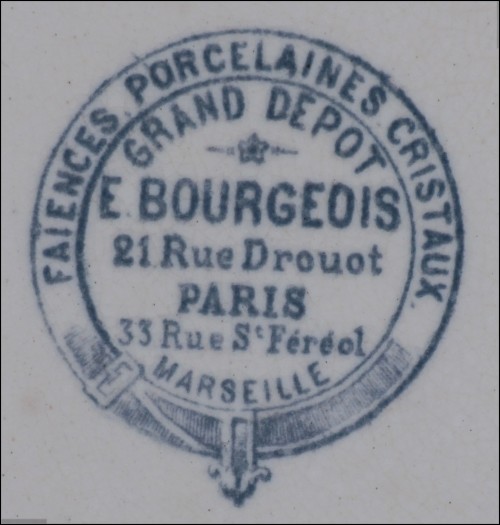 FAIENCES PORCELAINES CRISTAUX
GRAND DEPOT
E. BOURGEOIS
21 Rue Drouot
PARIS
33 Rue St Féréol
MARSEILLE